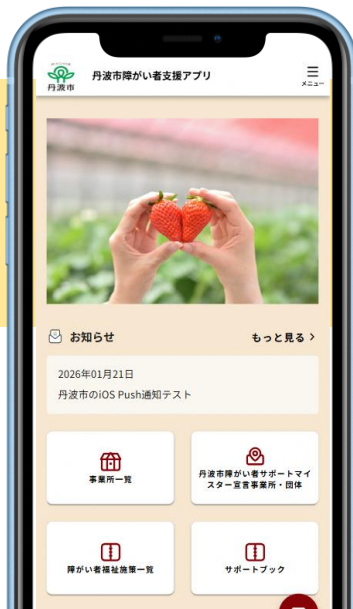 丹波市
丹波市障がい者支援アプリ
メニュー
お知らせ
もっと見る
2026年01月21日
丹波市のiOS Push通知テスト
事業所一覧
丹波市障がい者サポートマイ
スター宣言事業所・団体
障がい者福祉施策一覧
サポートブック